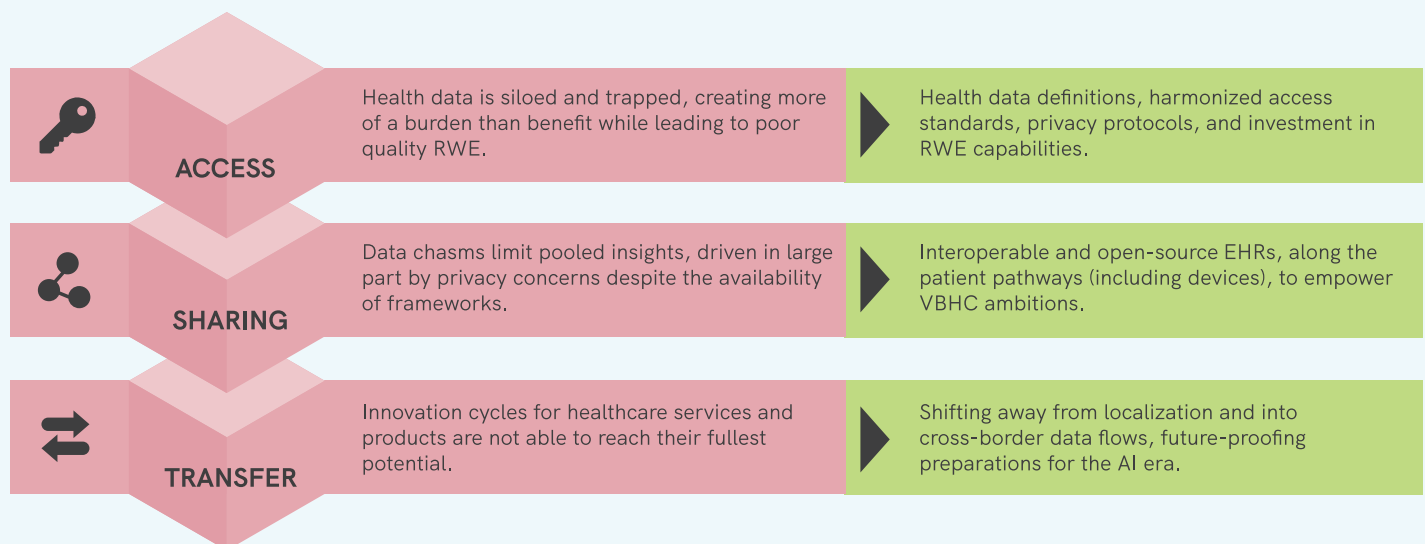 ACCESS
Health data is siloed and trapped, creating more
of a burden than benefit while leading to poor
quality RWE.
Health data definitions, harmonized access
standards, privacy protocols, and investment in
RWE capabilities.
SHARING
Data chasms limit pooled insights, driven in large
part by privacy concerns despite the availability
of frameworks.
Interoperable and open-source EHRs, along the
patient pathways (including devices), to empower
VBHC ambitions.
TRANSFER
Innovation cycles for healthcare services and
products are not able to reach their fullest
potential.
Shifting away from localization and into
cross-border data flows, future-proofing
preparations for the AI era.